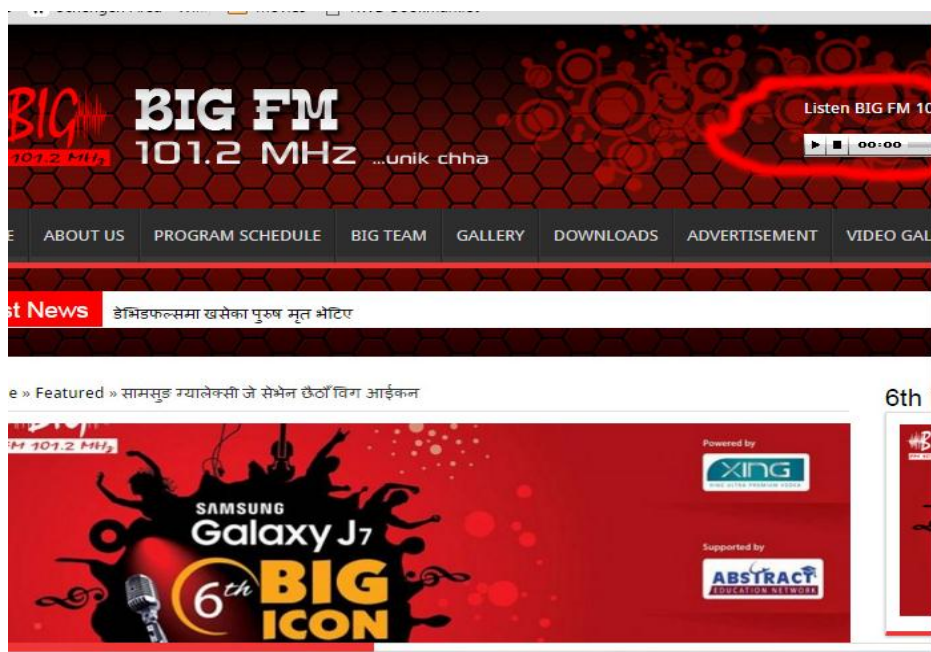 BIG
101.2 MHz
BIG FM
101.2 MHz ...unik chha
Listen BIG FM 10
00:00
E ABOUT US PROGRAM SCHEDULE BIG TEAM GALLERY DOWNLOADS ADVERTISEMENT VIDEO GAL
st News डेभिडफल्समा खसेका पुरुष मृत भेटिए
e » Featured » सामसुङ ग्यालेक्सी जे सेभेन छैठौँ विग आईकन
6th
FM 101.2 MHz
Powered by
XING
SAMSUNG
Galaxy J7
6th BIG
ICON
Supported by
ABSTRACT
EDUCATION NETWORK